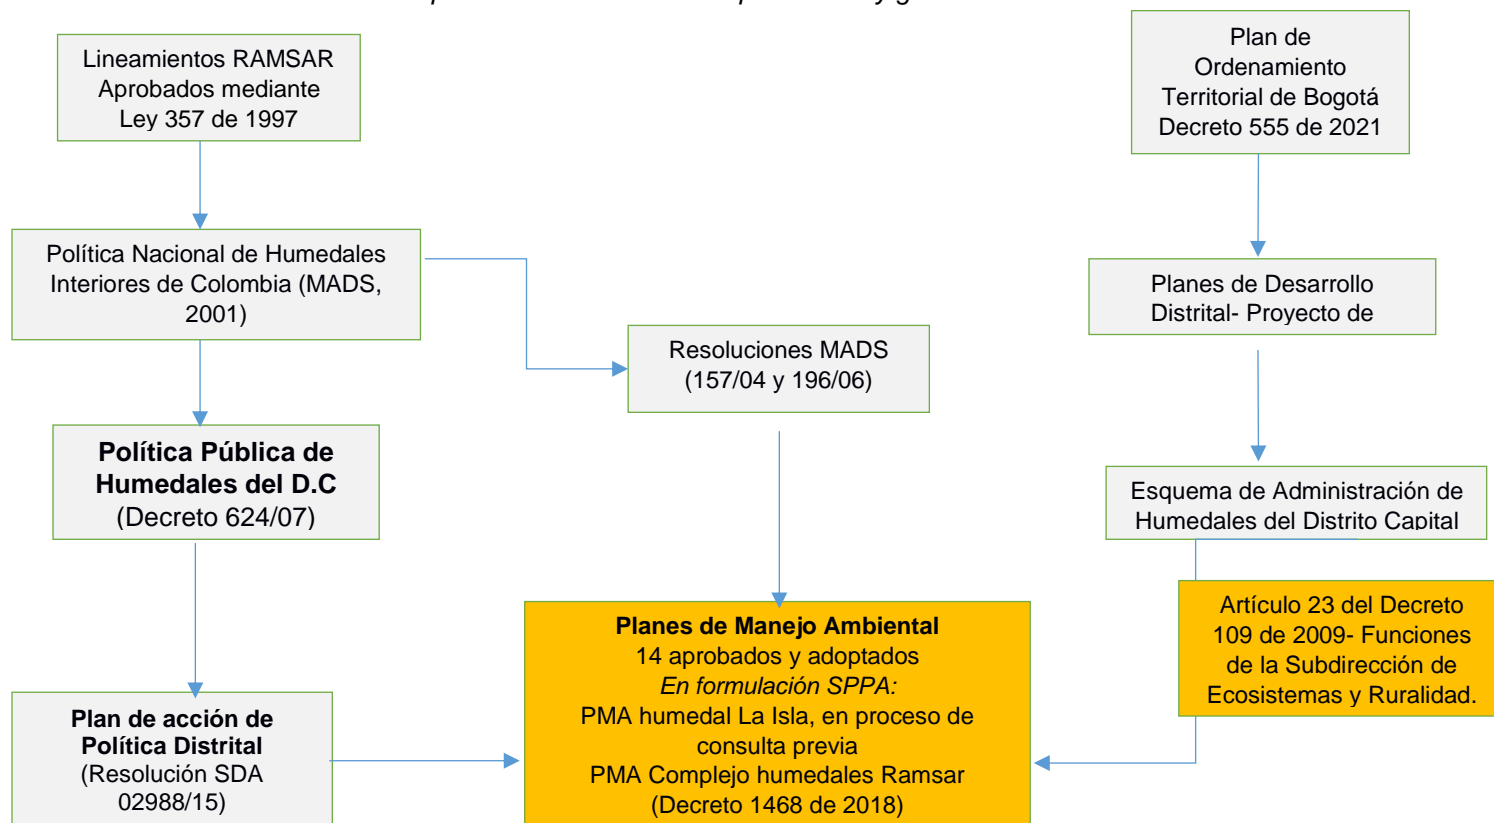 Lineamientos RAMSAR
Aprobados mediante
Ley 357 de 1997
Plan de
Ordenamiento
Territorial de Bogotá
Decreto 555 de 2021
Política Nacional de Humedales
Interiores de Colombia (MADS,
2001)
Planes de Desarrollo
Distrital- Proyecto de
Resoluciones MADS
(157/04 y 196/06)
Política Pública de
Humedales del D.C
(Decreto 624/07)
Esquema de Administración de
Humedales del Distrito Capital
Artículo 23 del Decreto
109 de 2009- Funciones
de la Subdirección de
Ecosistemas y Ruralidad.
Planes de Manejo Ambiental
14 aprobados y adoptados
En formulación SPPA:
PMA humedal La Isla, en proceso de
consulta previa
PMA Complejo humedales Ramsar
(Decreto 1468 de 2018)
Plan de acción de
Política Distrital
(Resolución SDA
02988/15)